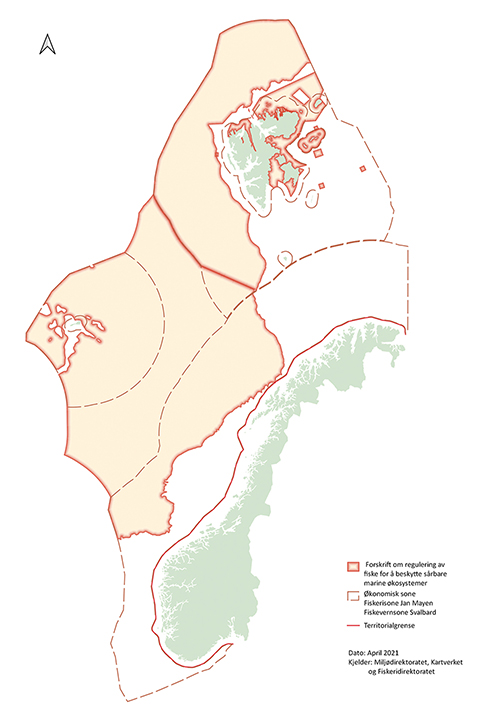 Forskrift om regulering av
fiske for å beskytte sårbare
marine økosystemer
Økonomisk sone
Fiskerisone Jan Mayen
Fiskevernsone Svalbard
Territorialgrense
Dato: April 2021
Kjelder: Miljødirektoratet, Kartverket
og Fiskeridirektoratet